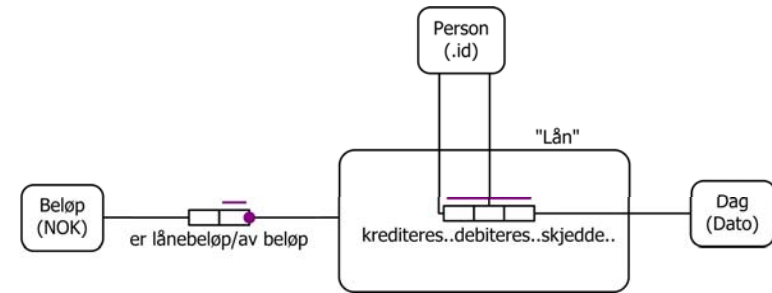 Person
(.id)
"Lån"
Beløp
(NOK)
er lånebeløp/av beløp
krediteres..debiteres..skjedde..
Dag
(Dato)